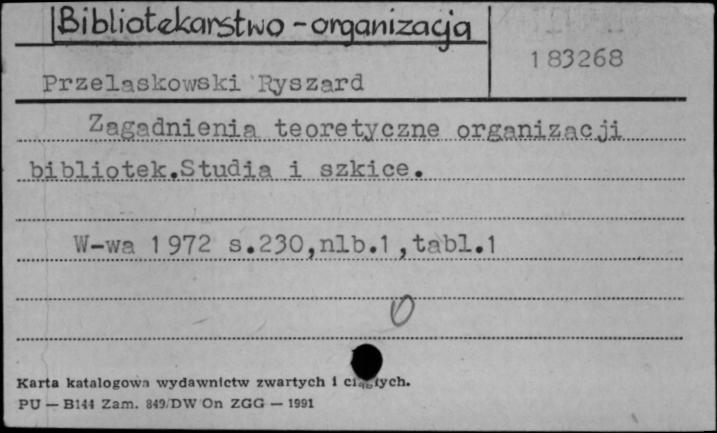 Bibliotekarstwo - organizacja
183268
Przelaskowski Ryszard
Zagadnienia teoretyczne organizacji
bibliotek.Studia i szkice.
W-wa 1972 s.230,nlb.1,tabl.1
0
Karta katalogowa wydawnictw zwartych i ciągłych.
PU — B144 Zam. 849/DW/On ZGG — 1991